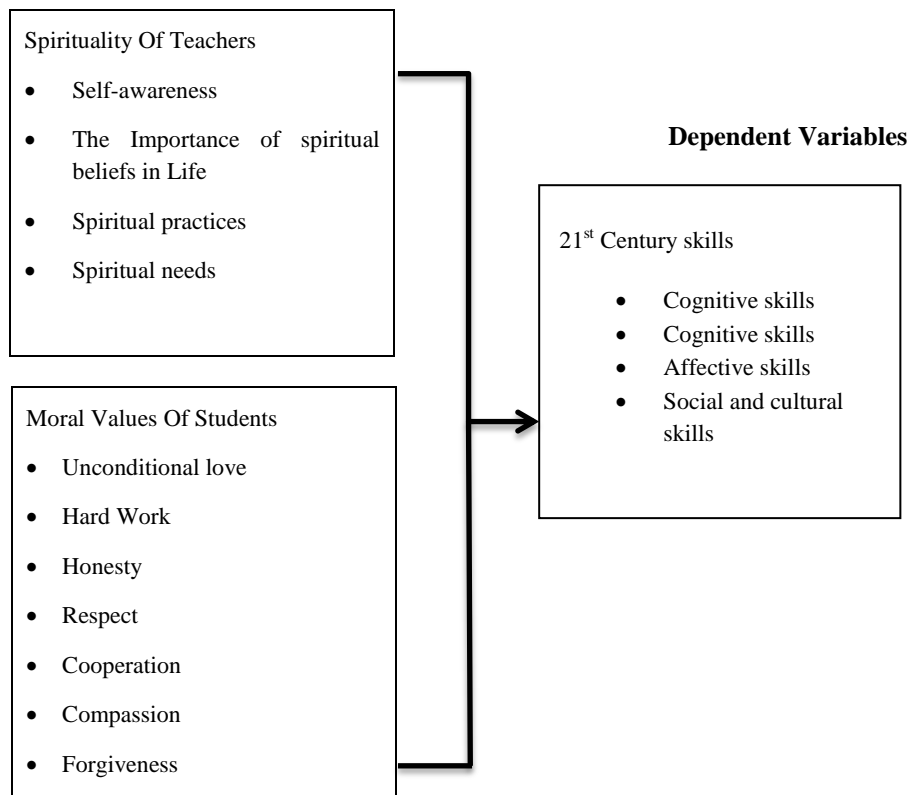 Spirituality Of Teachers
• Self-awareness
• The Importance of spiritual
beliefs in Life
• Spiritual practices
• Spiritual needs
Moral Values Of Students
• Unconditional love
• Hard Work
• Honesty
• Respect
• Cooperation
• Compassion
• Forgiveness
Dependent Variables
21st Century skills
• Cognitive skills
• Cognitive skills
• Affective skills
• Social and cultural
skills